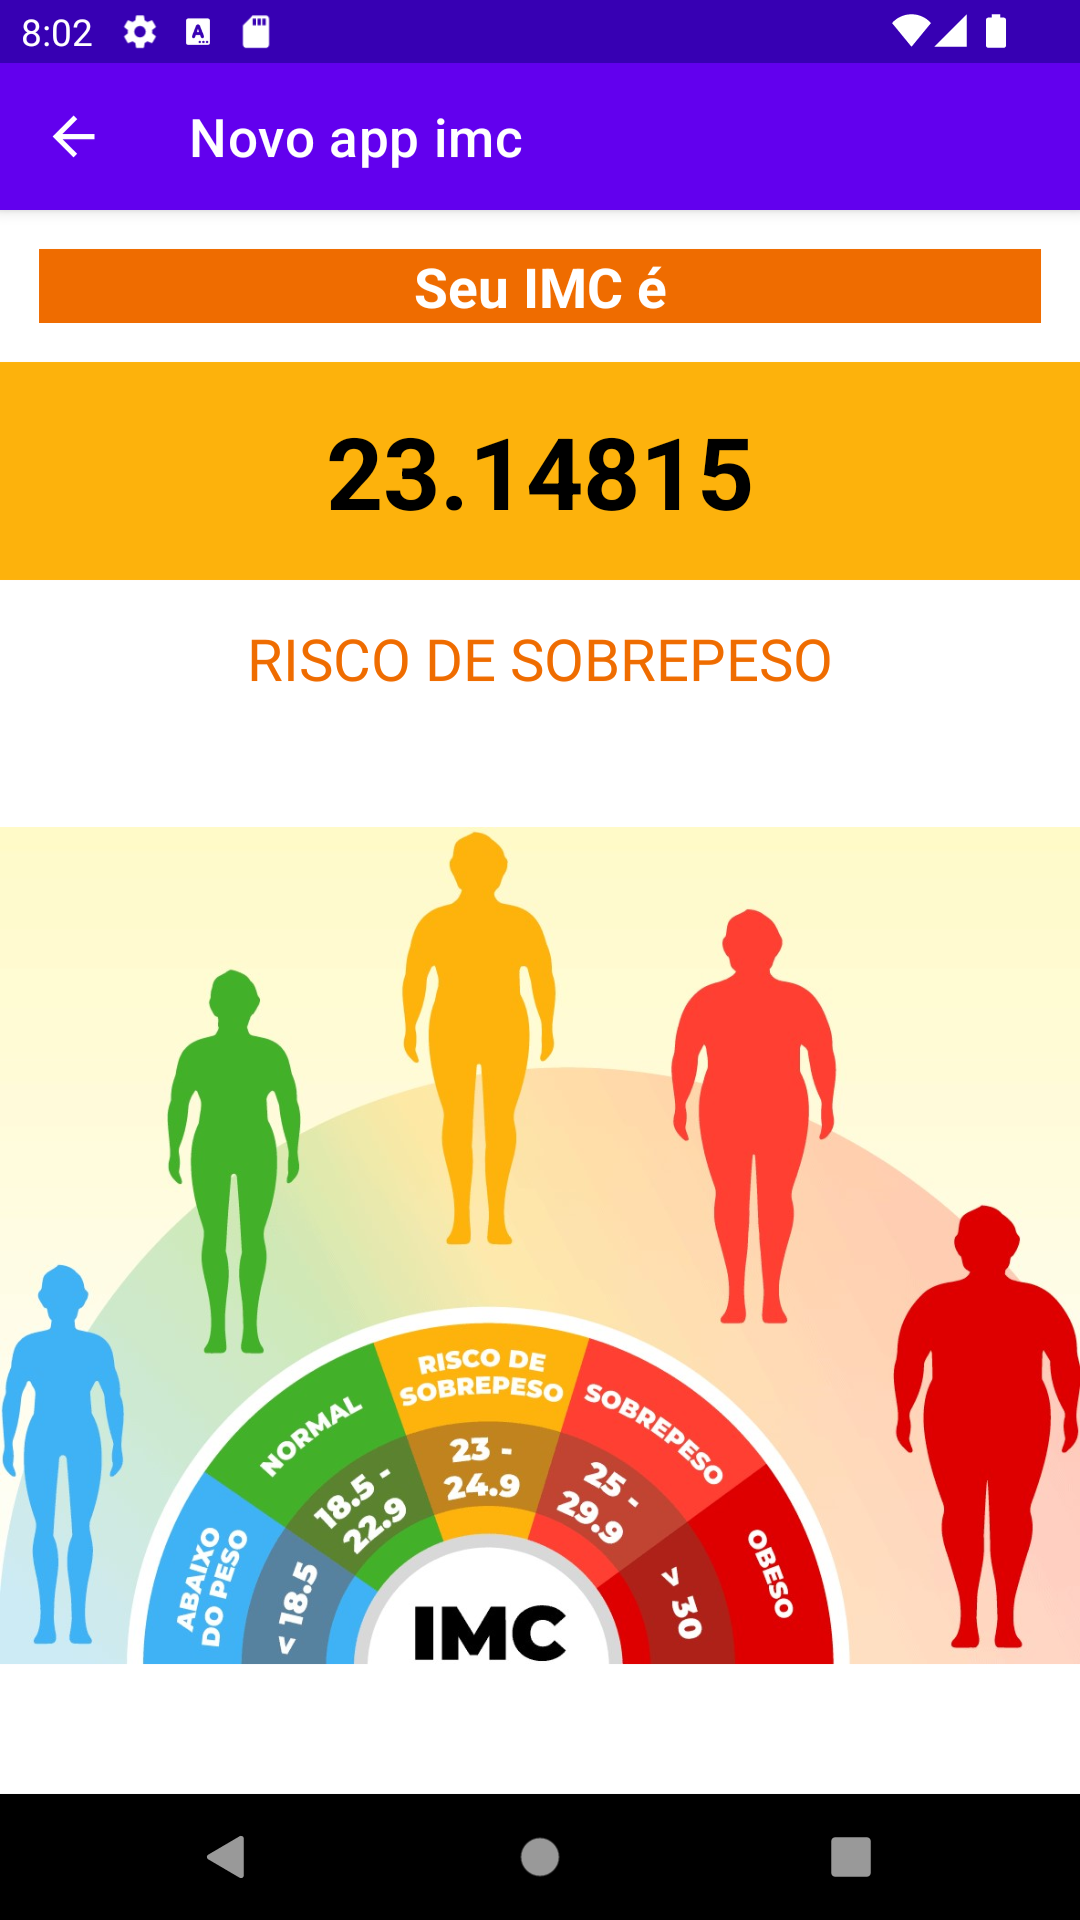 8:02
Novo app imc
Seu IMC é
23.14815
RISCO DE SOBREPESO
RISCO DE
SOBREPESO
NORMAL
SOBREPESO
23 -
24.9
18.5 -
22.9
25 -
29.9
ABAIXO
DO PESO
< 18.5
> 30
OBESO
IMC